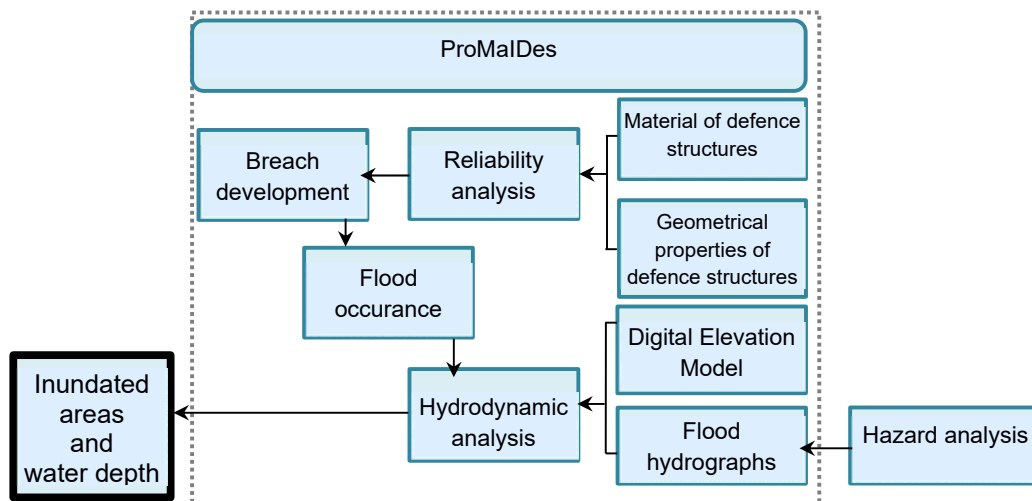 ProMaIDes
Material of defence
structures
Breach
development
Reliability
analysis
Geometrical
properties of
defence structures
Flood
occurance
Digital Elevation
Model
Inundated
areas
and
water depth
Hydrodynamic
analysis
Flood
hydrographs
Hazard analysis